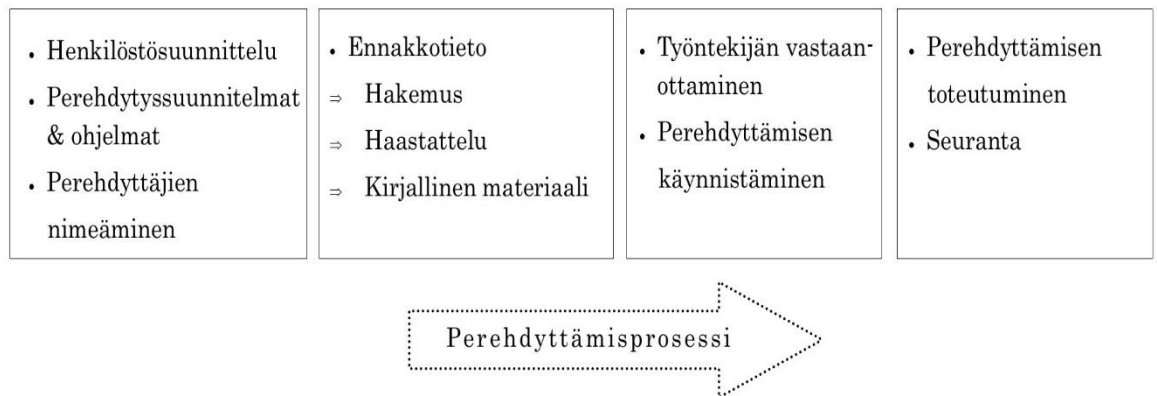 • Henkilöstösuunnittelu
• Perehdytyssuunnitelmat
& ohjelmat
• Perehdyttäjien
nimeäminen
• Ennakkotieto
⇒ Hakemus
⇒ Haastattelu
⇒ Kirjallinen materiaali
• Työntekijän vastaan-
ottaminen
• Perehdyttämisen
käynnistäminen
• Perehdyttämisen
toteutuminen
• Seuranta
Perehdyttämisprosessi